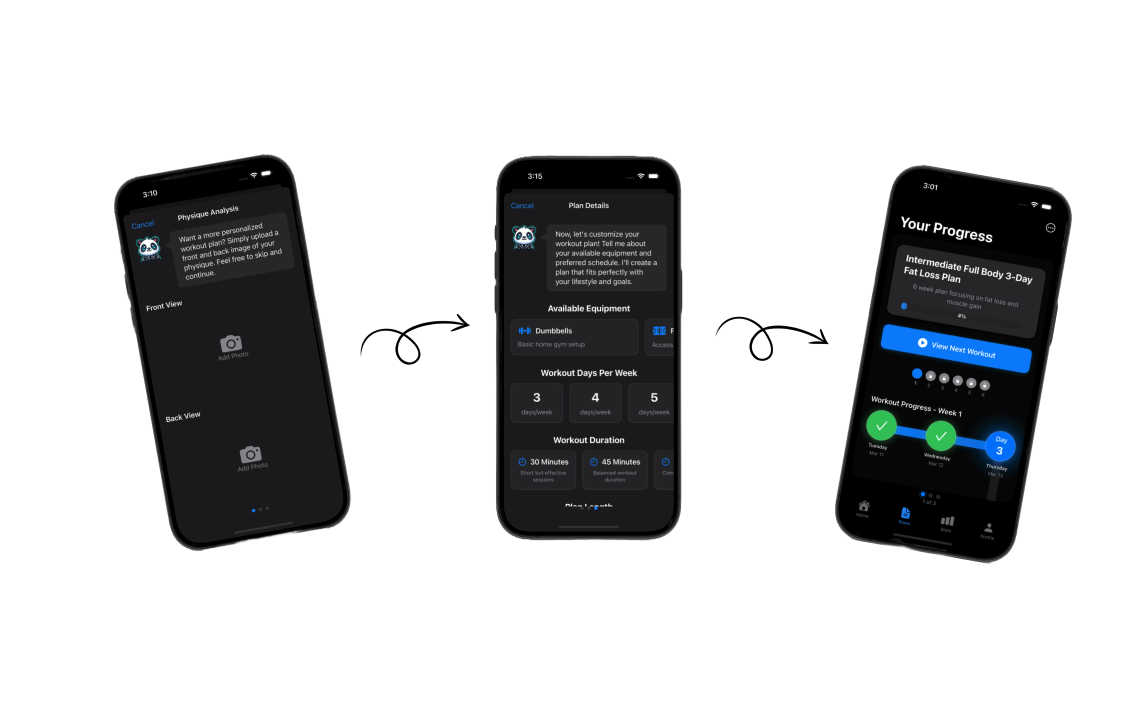 3:10
Cancel
Physique Analysis
Want a more personalized
workout plan? Simply upload a
front and back image of your
physique. Feel free to skip and
continue.
Front View
Add Photo
Back View
Add Photo
3:15
Cancel
Plan Details
Now, let's customize your
workout plan! Tell me about
your available equipment and
preferred schedule. I'll create a
plan that fits perfectly with
your lifestyle and goals.
Available Equipment
Dumbbells
Basic home gym setup
F
Access
Workout Days Per Week
3
days/week
4
days/week
5
days/week
Workout Duration
30 Minutes
Short but effective
sessions
45 Minutes
Balanced workout
duration
Com
Plan Length
3:01
Your Progress
Intermediate Full Body 3-Day
Fat Loss Plan
6 week plan focusing on fat loss and
muscle gain
4%
View Next Workout
1 2 3 4 5 6
Workout Progress - Week 1
Day
3
Tuesday
Mar 11
Wednesday
Mar 12
Thursday
Mar 13
1 of 3
Home
Plans
Stats
Profile